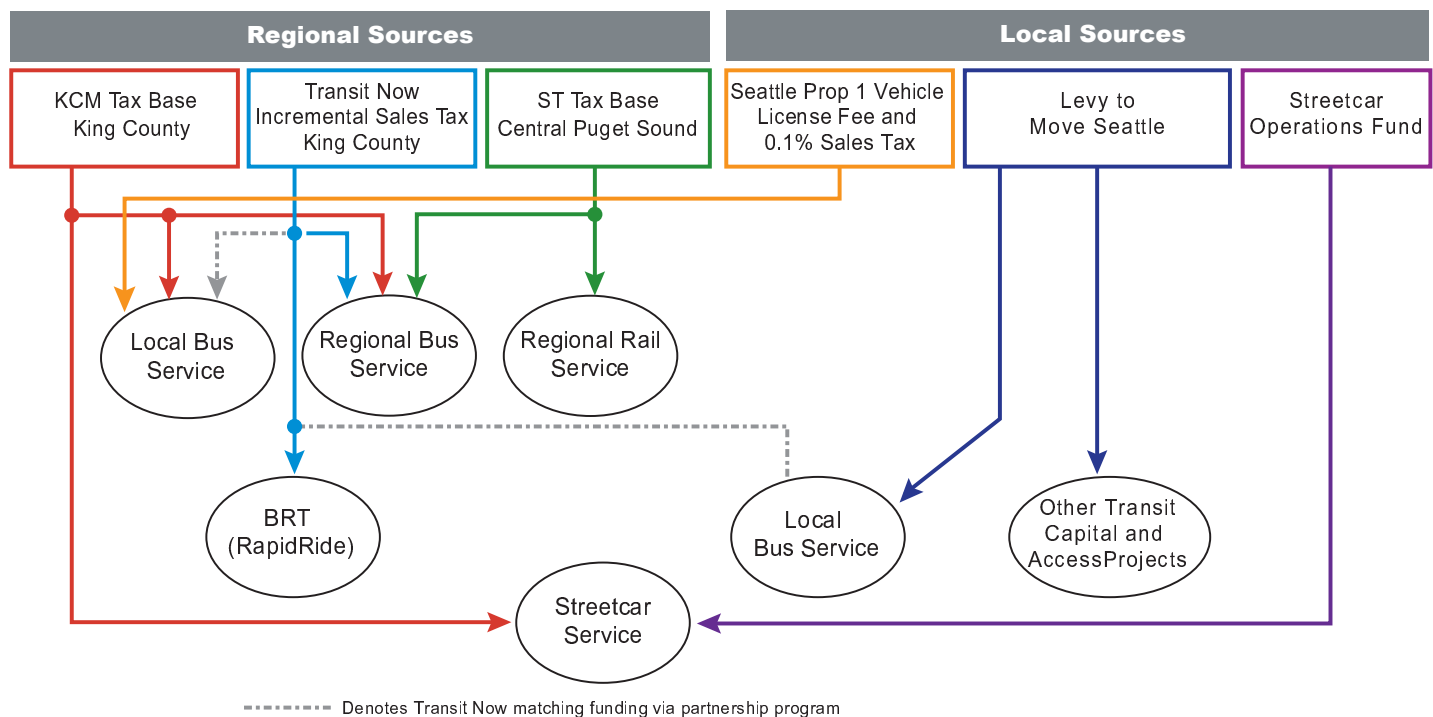 Regional Sources
Local Sources
KCM Tax Base
King County
Transit Now
Incremental Sales Tax
King County
ST Tax Base
Central Puget Sound
Seattle Prop 1 Vehicle
License Fee and
0.1% Sales Tax
Levy to
Move Seattle
Streetcar
Operations Fund
Local Bus
Service
Regional Bus
Service
Regional Rail
Service
BRT
(RapidRide)
Local
Bus Service
Other Transit
Capital and
AccessProjects
Streetcar
Service
Denotes Transit Now matching funding via partnership program